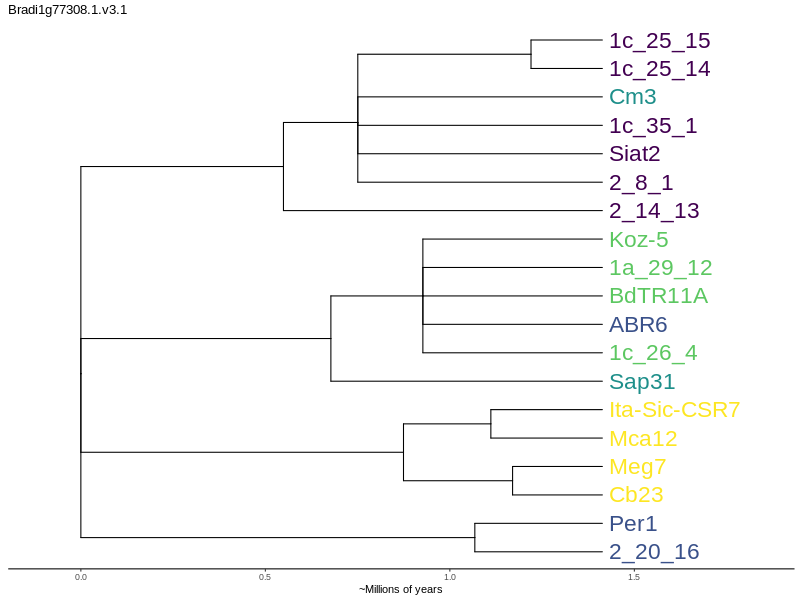 Bradi1g77308.1.v3.1
1c_25_15
1c_25_14
Cm3
1c_35_1
Siat2
2_8_1
2_14_13
Koz-5
1a_29_12
BdTR11A
ABR6
1c_26_4
Sap31
Ita-Sic-CSR7
Mca12
Meg7
Cb23
Per1
2_20_16
0.0 0.5 1.0 1.5
~Millions of years